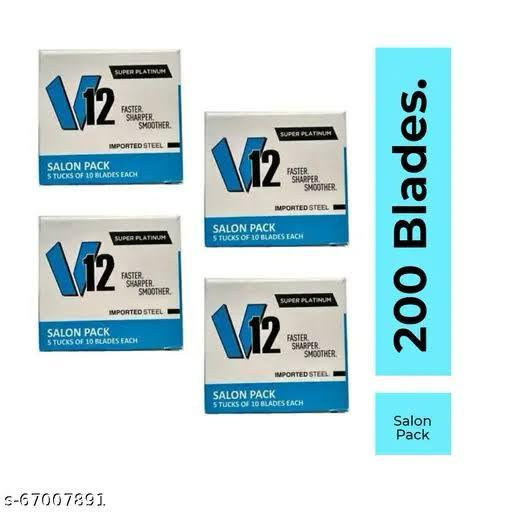 SUPER PLATINUM
V12
FASTER.
SHARPER.
SMOOTHER.
IMPORTED STEEL
SALON PACK
5 TUCKS OF 10 BLADES EACH
SUPER PLATINUM
V12
FASTER.
SHARPER.
SMOOTHER.
IMPORTED STEEL
SALON PACK
5 TUCKS OF 10 BLADES EACH
SUPER PLATINUM
V12
FASTER.
SHARPER.
SMOOTHER.
IMPORTED STEEL
SALON PACK
5 TUCKS OF 10 BLADES EACH
SUPER PLATINUM
V12
FASTER.
SHARPER.
SMOOTHER.
IMPORTED STEEL
SALON PACK
5 TUCKS OF 10 BLADES EACH
200 Blades.
Salon
Pack
s-67007891